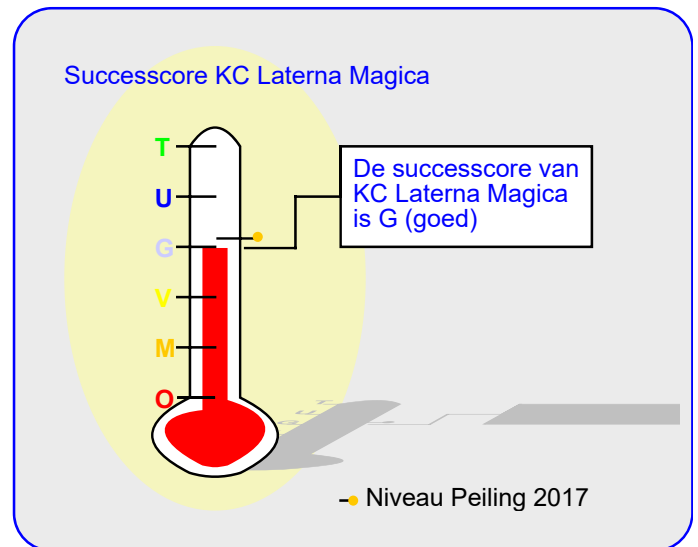 Successcore KC Laterna Magica
T
U
G
V
M
O
De successcore van
KC Laterna Magica
is G (goed)
T
U
G
Niveau Peiling 2017